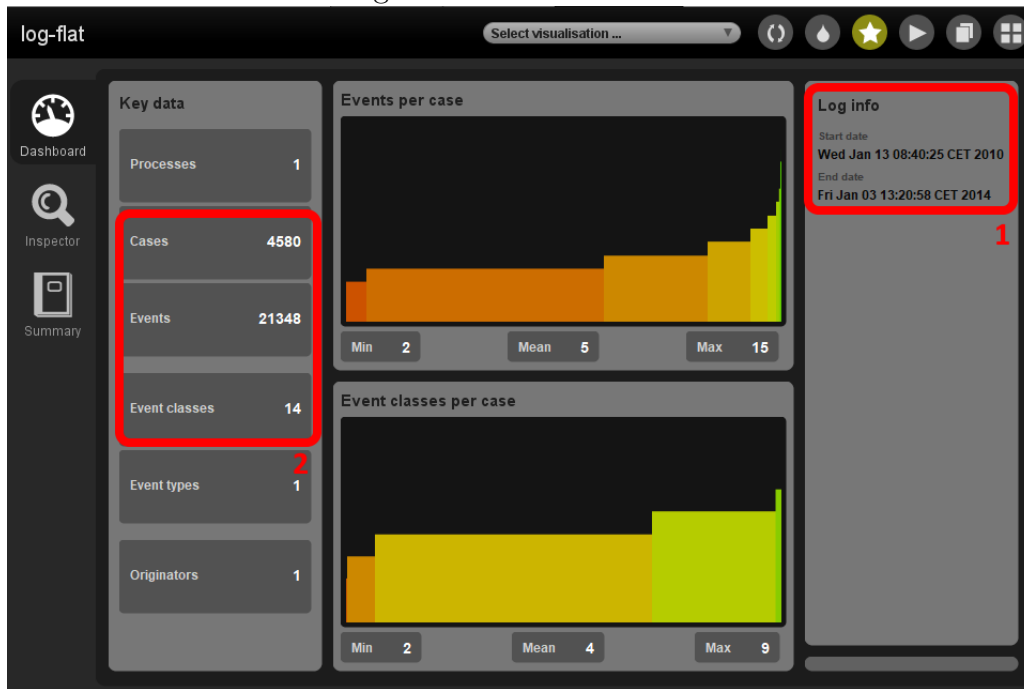 log-flat
Select visualisation ...
Dashboard
Inspector
Summary
Key data
Processes 1
Cases 4580
Events 21348
Event classes 14
2
Event types 1
Originators 1
Events per case
Min 2 Mean 5 Max 15
Event classes per case
Min 2 Mean 4 Max 9
Log info
Start date
Wed Jan 13 08:40:25 CET 2010
End date
Fri Jan 03 13:20:58 CET 2014
1